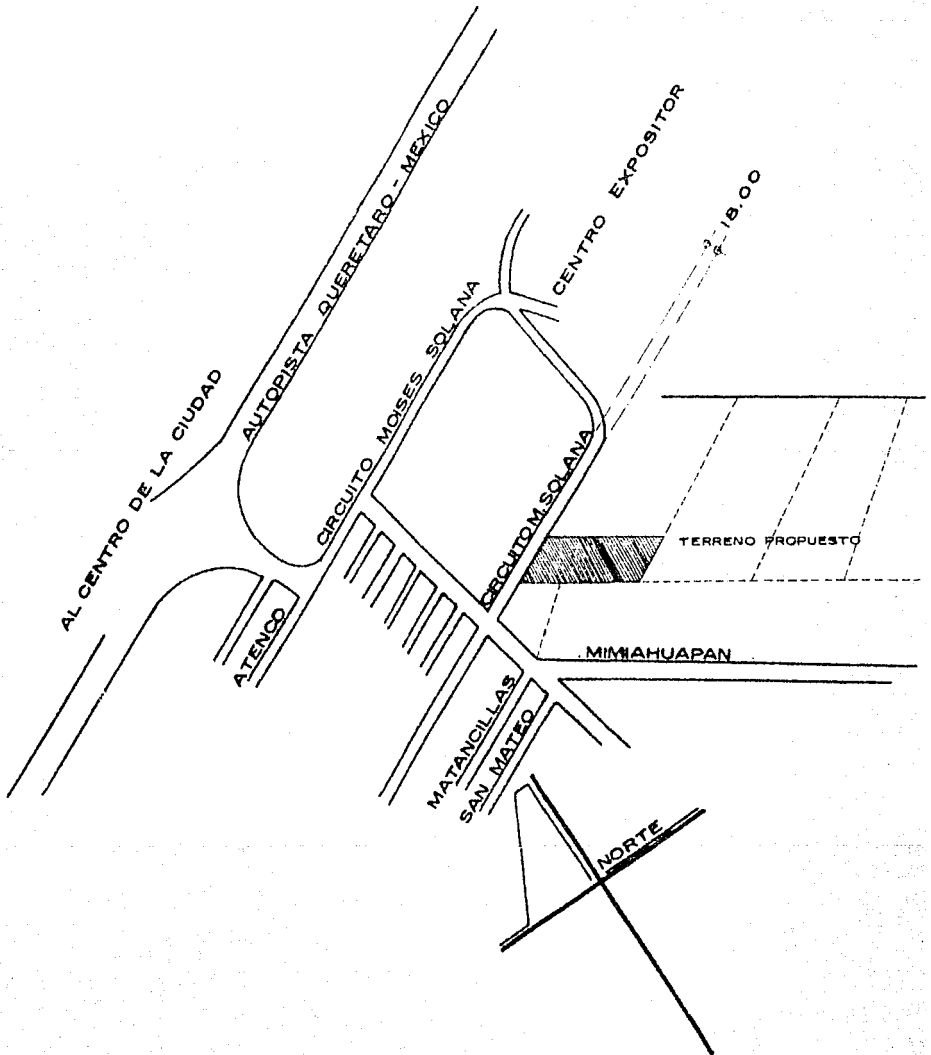 AL CENTRO DE LA CIUDAD
AUTOPISTA QUERETARO - MEXICO
CENTRO EXPOSITOR
18.00
CIRCUITO MOISES SOLANA
CIRCUITO M. SOLANA
TERRENO PROPUESTO
ATENCO
MIMIAHUAPAN
MATANCILLAS
SAN MATEO
NORTE